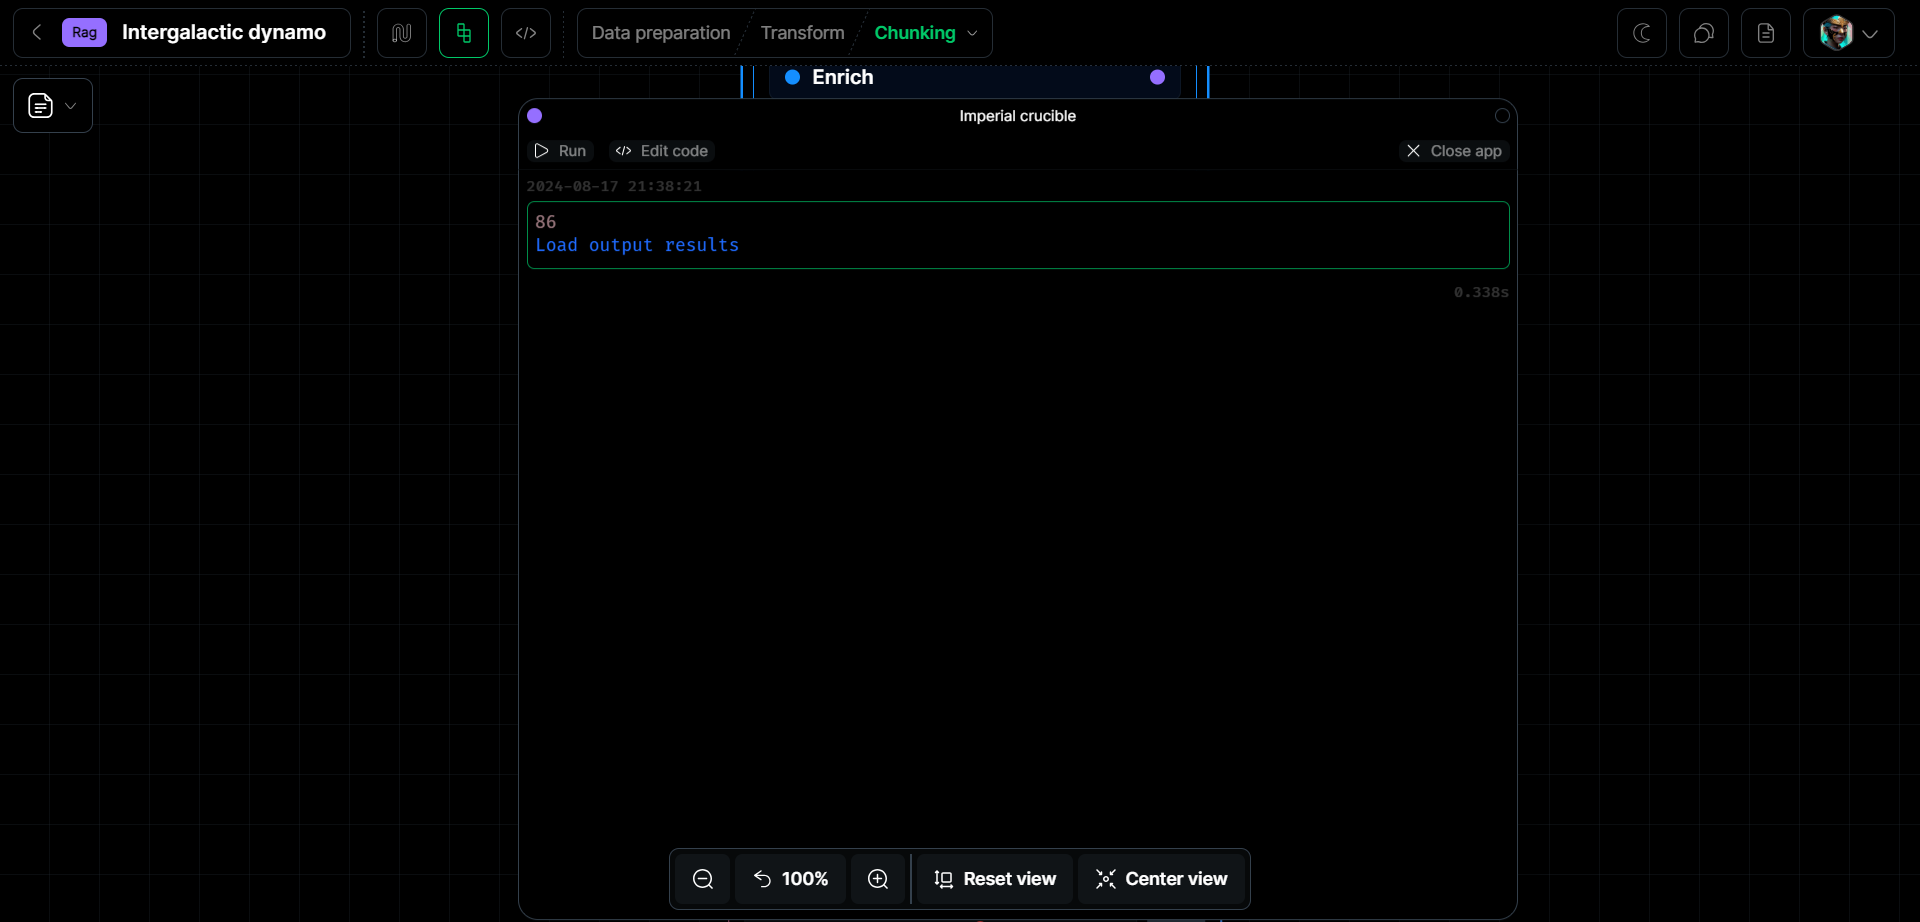 Rag Intergalactic dynamo
Data preparation Transform Chunking
Enrich
Imperial crucible
Run Edit code Close app
2024-08-17 21:38:21
86
Load output results
0.338s
100% Reset view Center view